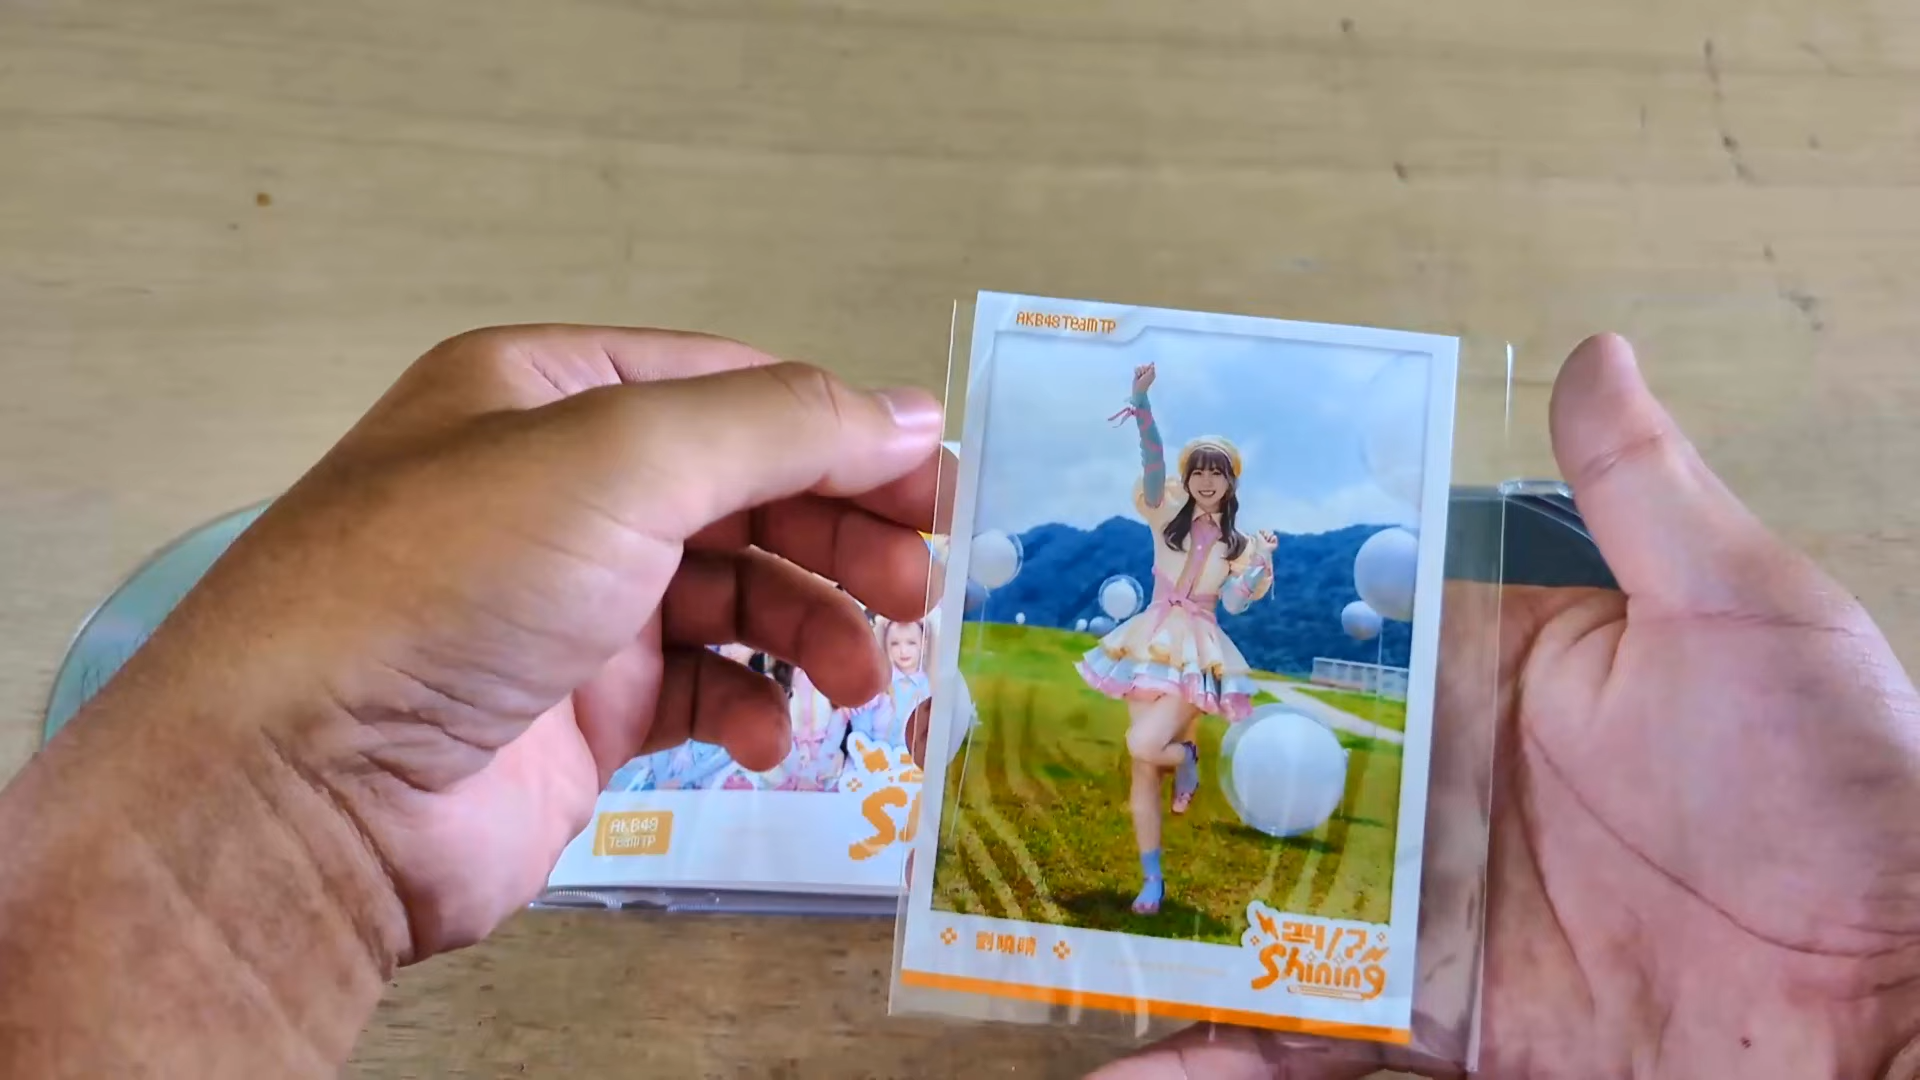 AKB48 Team TP
劉曉晴
24/7
Shining
AKB48
Team TP